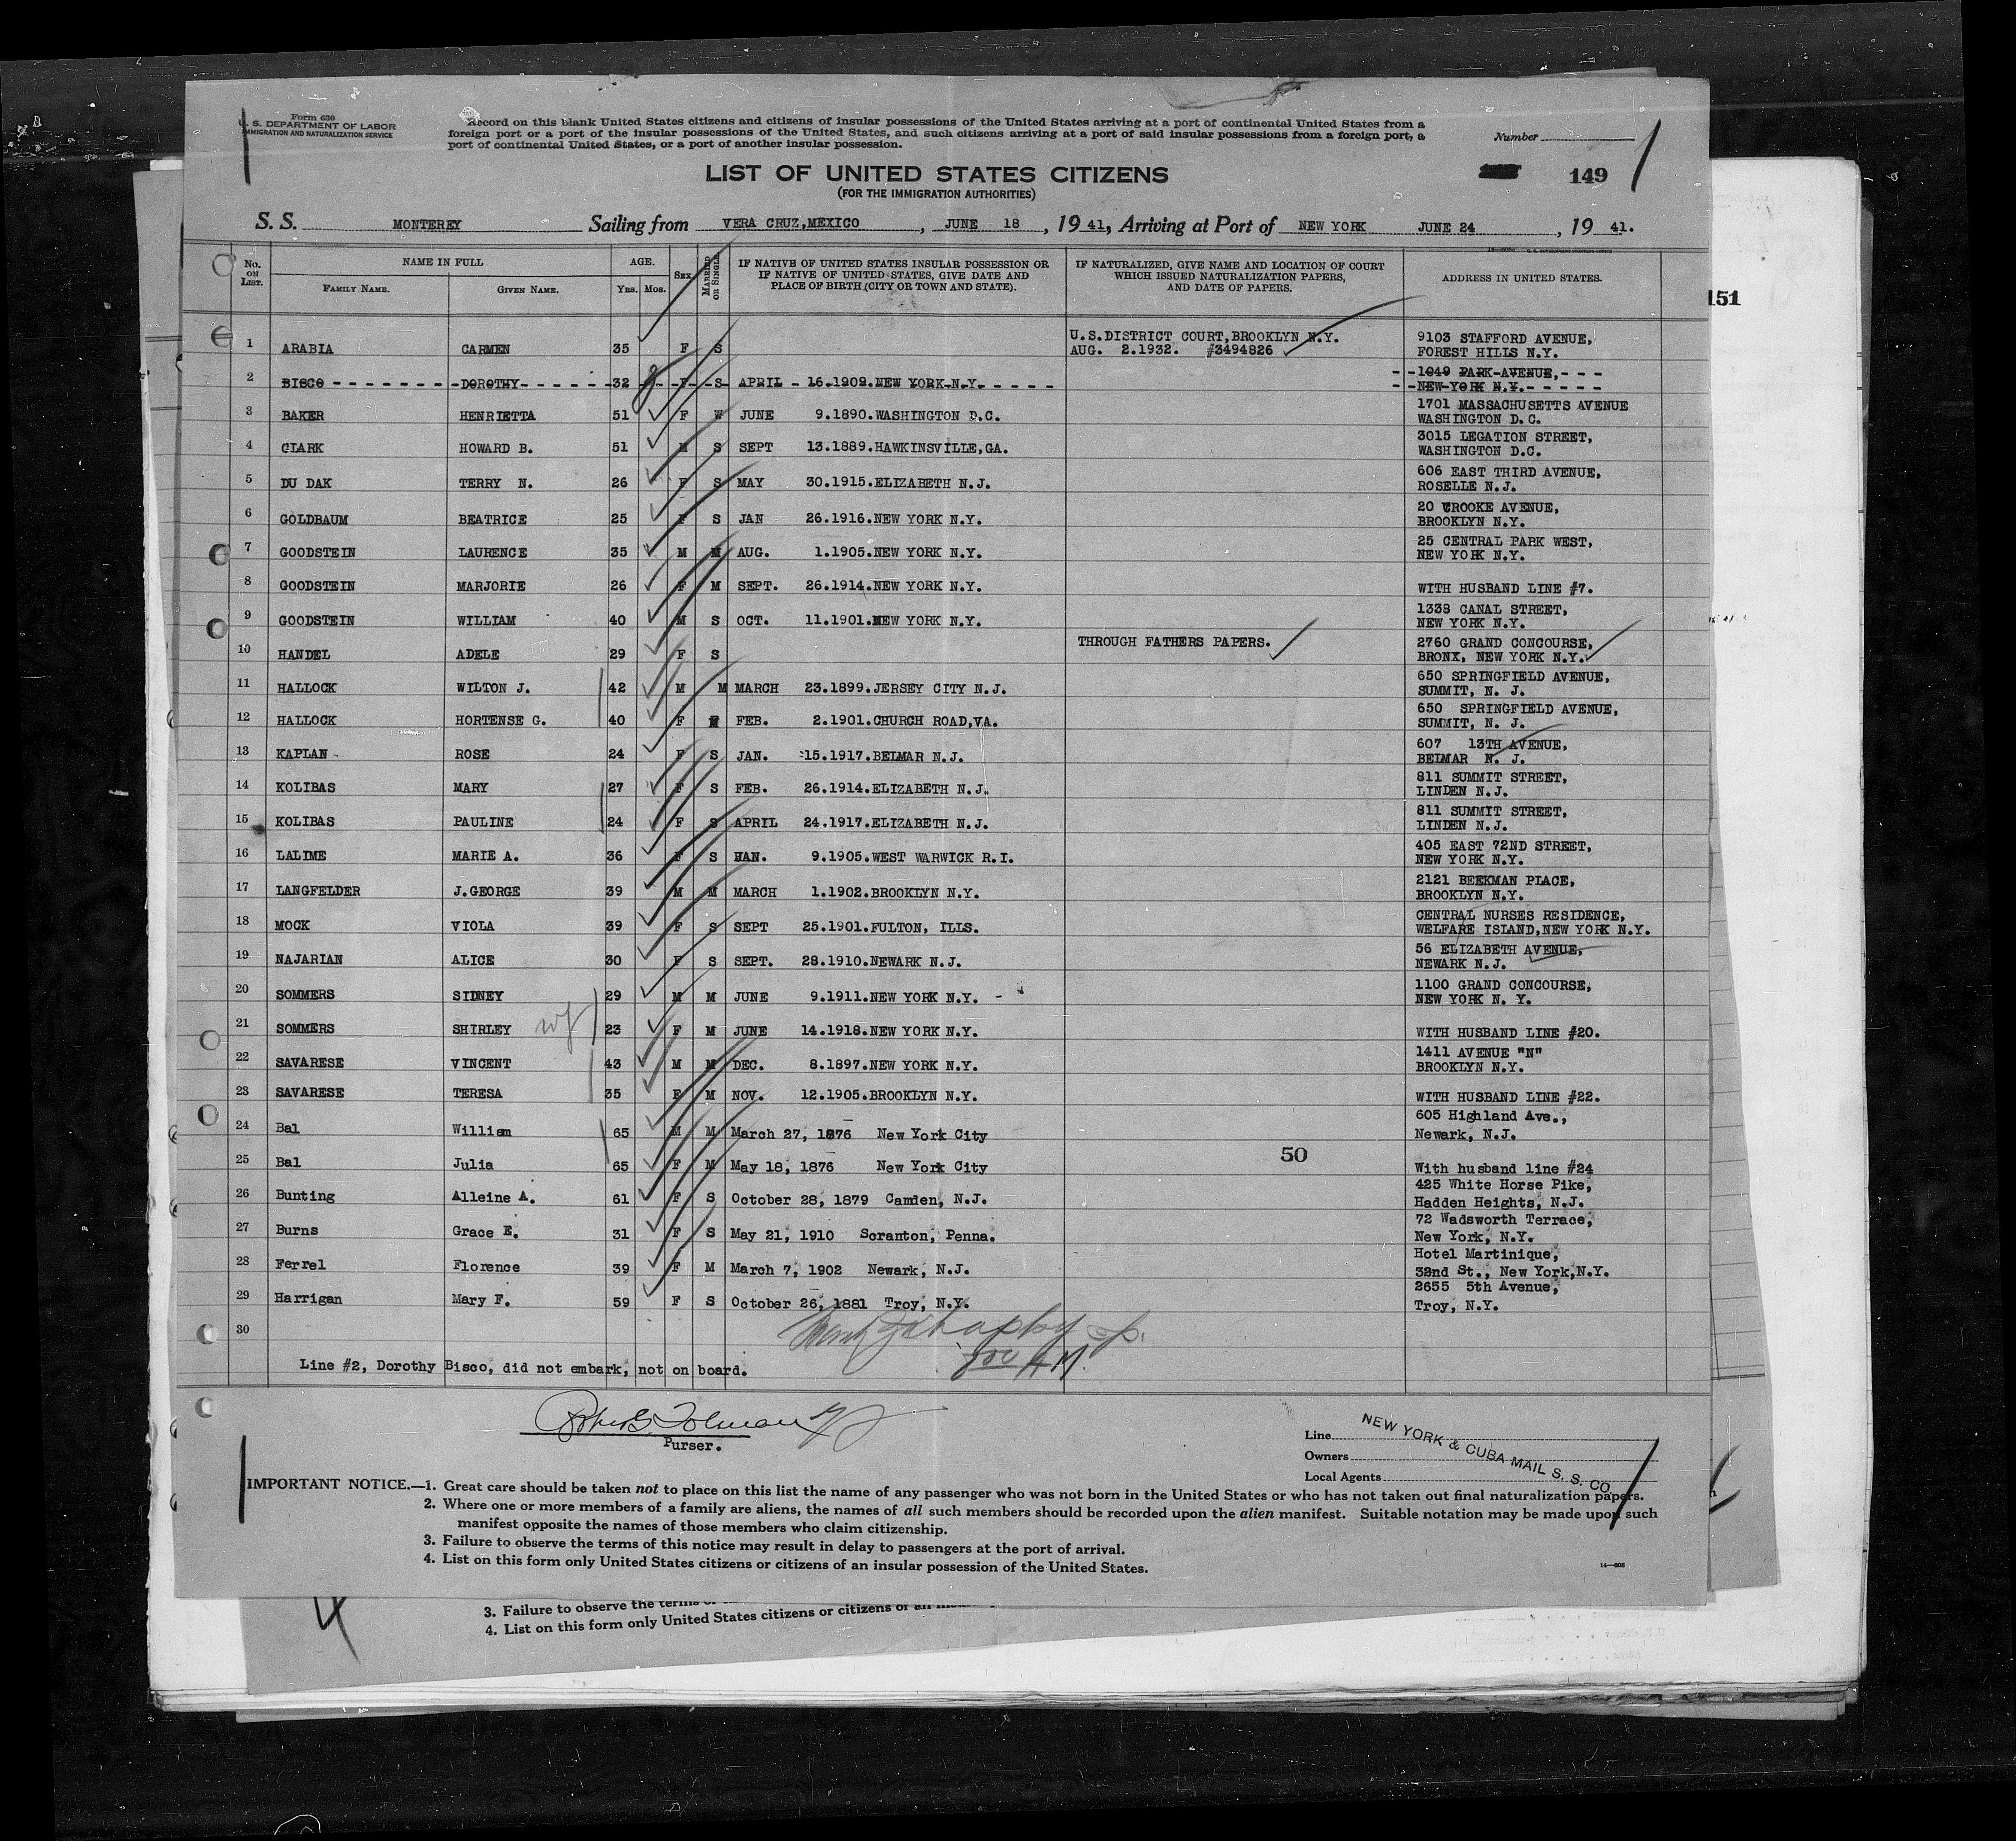 Form 630
U. S. DEPARTMENT OF LABOR
IMMIGRATION AND NATURALIZATION SERVICE
Record on this blank United States citizens and citizens of insular possessions of the United States arriving at a port of continental United States from a
foreign port or a port of the insular possessions of the United States, and such citizens arriving at a port of said insular possessions from a foreign port, a
port of continental United States, or a port of another insular possession.
Number
LIST OF UNITED STATES CITIZENS
(FOR THE IMMIGRATION AUTHORITIES)
149
S. S. MONTEREY Sailing from VERA CRUZ,MEXICO, JUNE 18, 19 41, Arriving at Port of NEW YORK JUNE 24, 19 41.
No. ON LIST. NAME IN FULL FAMILY NAME. GIVEN NAME. AGE. YRS. MOS. SEX MARRIED OR SINGLE IF NATIVE OF UNITED STATES INSULAR POSSESSION OR IF NATIVE OF UNITED STATES, GIVE DATE AND PLACE OF BIRTH (CITY OR TOWN AND STATE). IF NATURALIZED, GIVE NAME AND LOCATION OF COURT WHICH ISSUED NATURALIZATION PAPERS, AND DATE OF PAPERS. ADDRESS IN UNITED STATES.
151
1 ARABIA CARMEN 35 F S U.S.DISTRICT COURT,BROOKLYN N.Y. AUG. 2.1932. #3494826 9103 STAFFORD AVENUE, FOREST HILLS N.Y.
2 BISCO DOROTHY 32 F S APRIL 16.1909.NEW YORK N.Y. 1049 PARK AVENUE, NEW YORK N.Y.
3 BAKER HENRIETTA 51 F W JUNE 9.1890.WASHINGTON D.C. 1701 MASSACHUSETTS AVENUE WASHINGTON D.C.
4 CLARK HOWARD B. 51 M S SEPT 13.1889.HAWKINSVILLE,GA. 3015 LEGATION STREET, WASHINGTON D.C.
5 DU DAK TERRY N. 26 F S MAY 30.1915.ELIZABETH N.J. 606 EAST THIRD AVENUE, ROSELLE N.J.
6 GOLDBAUM BEATRICE 25 F S JAN 26.1916.NEW YORK N.Y. 20 CROOKE AVENUE, BROOKLYN N.Y.
7 GOODSTEIN LAURENCE 35 M M AUG. 1.1905.NEW YORK N.Y. 25 CENTRAL PARK WEST, NEW YORK N.Y.
8 GOODSTEIN MARJORIE 26 F M SEPT. 26.1914.NEW YORK N.Y. WITH HUSBAND LINE #7.
9 GOODSTEIN WILLIAM 40 M S OCT. 11.1901.NEW YORK N.Y. 1338 CANAL STREET, NEW YORK N.Y.
10 HANDEL ADELE 29 F S THROUGH FATHERS PAPERS. 2760 GRAND CONCOURSE, BRONX, NEW YORK N.Y.
11 HALLOCK WILTON J. 42 M M MARCH 23.1899.JERSEY CITY N.J. 650 SPRINGFIELD AVENUE, SUMMIT, N. J.
12 HALLOCK HORTENSE G. 40 F M FEB. 2.1901.CHURCH ROAD,VA. 650 SPRINGFIELD AVENUE, SUMMIT, N. J.
13 KAPLAN ROSE 24 F S JAN. 15.1917.BELMAR N.J. 607 13TH AVENUE, BELMAR N. J.
14 KOLIBAS MARY 27 F S FEB. 26.1914.ELIZABETH N.J. 811 SUMMIT STREET, LINDEN N.J.
15 KOLIBAS PAULINE 24 F S APRIL 24.1917.ELIZABETH N.J. 811 SUMMIT STREET, LINDEN N.J.
16 LALIME MARIE A. 36 F S HAN. 9.1905.WEST WARWICK R.I. 405 EAST 72ND STREET, NEW YORK N.Y.
17 LANGFELDER J.GEORGE 39 M M MARCH 1.1902.BROOKLYN N.Y. 2121 BEEKMAN PLACE, BROOKLYN N.Y.
18 MOCK VIOLA 39 F S SEPT 25.1901.FULTON, ILLS. CENTRAL NURSES RESIDENCE, WELFARE ISLAND,NEW YORK N.Y.
19 NAJARIAN ALICE 30 F S SEPT. 28.1910.NEWARK N.J. 56 ELIZABETH AVENUE, NEWARK N.J.
20 SOMMERS SIDNEY 29 M M JUNE 9.1911.NEW YORK N.Y. 1100 GRAND CONCOURSE, NEW YORK N. Y.
21 SOMMERS SHIRLEY wf 23 F M JUNE 14.1918.NEW YORK N.Y. WITH HUSBAND LINE #20.
22 SAVARESE VINCENT 43 M M DEC. 8.1897.NEW YORK N.Y. 1411 AVENUE "N" BROOKLYN N.Y.
23 SAVARESE TERESA 35 F M NOV. 12.1905.BROOKLYN N.Y. WITH HUSBAND LINE #22.
24 Bal William 65 M M March 27, 1876 New York City 605 Highland Ave., Newark, N.J.
25 Bal Julia 65 F M May 18, 1876 New York City 50 With husband line #24
26 Bunting Alleine A. 61 F S October 28, 1879 Camden, N.J. 425 White Horse Pike, Hadden Heights, N.J.
27 Burns Grace E. 31 F S May 21, 1910 Scranton, Penna. 72 Wadsworth Terrace, New York, N.Y.
28 Ferrel Florence 39 F M March 7, 1902 Newark, N.J. Hotel Martinique, 32nd St., New York,N.Y.
29 Harrigan Mary F. 59 F S October 26, 1881 Troy, N.Y. 2655 5th Avenue, Troy, N.Y.
30
Line #2, Dorothy Bisco, did not embark, not on board.
Purser.
Line
Owners
Local Agents
NEW YORK & CUBA MAIL S. S. CO.
IMPORTANT NOTICE.—1. Great care should be taken not to place on this list the name of any passenger who was not born in the United States or who has not taken out final naturalization papers.
2. Where one or more members of a family are aliens, the names of all such members should be recorded upon the alien manifest. Suitable notation may be made upon such
manifest opposite the names of those members who claim citizenship.
3. Failure to observe the terms of this notice may result in delay to passengers at the port of arrival.
4. List on this form only United States citizens or citizens of an insular possession of the United States.
3. Failure to observe the terms
4. List on this form only United States citizens or citizens of an